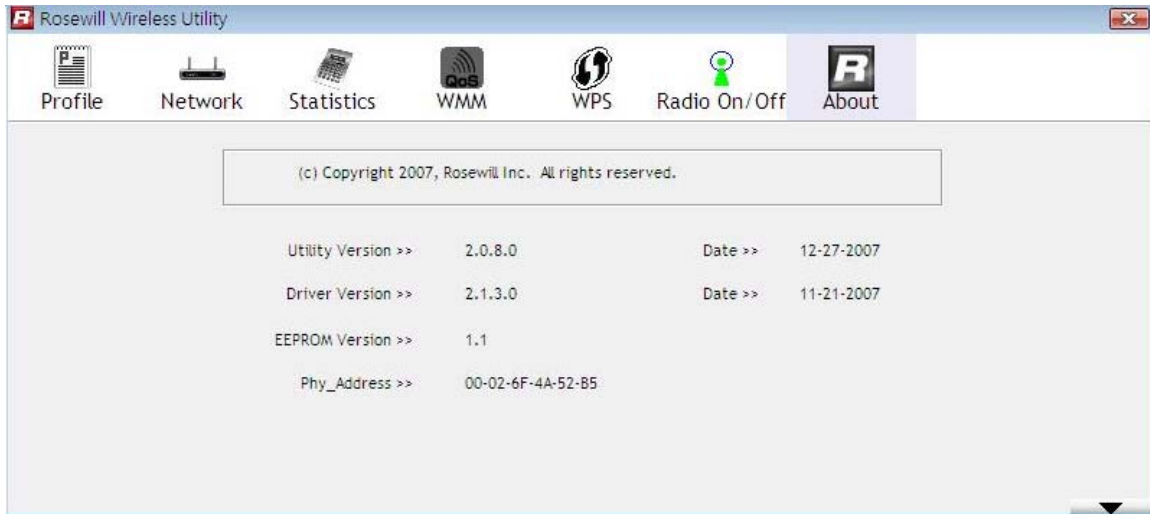 R Rosewill Wireless Utility
P
QoS
R
Profile Network Statistics WMM WPS Radio On/Off About
(c) Copyright 2007, Rosewill Inc. All rights reserved.
Utility Version >> 2.0.8.0 Date >> 12-27-2007
Driver Version >> 2.1.3.0 Date >> 11-21-2007
EEPROM Version >> 1.1
Phy_Address >> 00-02-6F-4A-52-B5